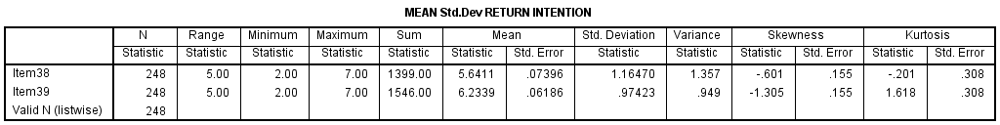 MEAN Std.Dev RETURN INTENTION
N Range Minimum Maximum Sum Mean Std. Deviation Variance Skewness Kurtosis
Statistic Statistic Statistic Statistic Statistic Statistic Std. Error Statistic Statistic Statistic Std. Error Statistic Std. Error
Item38 248 5.00 2.00 7.00 1399.00 5.6411 .07396 1.16470 1.357 -.601 .155 -.201 .308
Item39 248 5.00 2.00 7.00 1546.00 6.2339 .06186 .97423 .949 -1.305 .155 1.618 .308
Valid N (listwise) 248